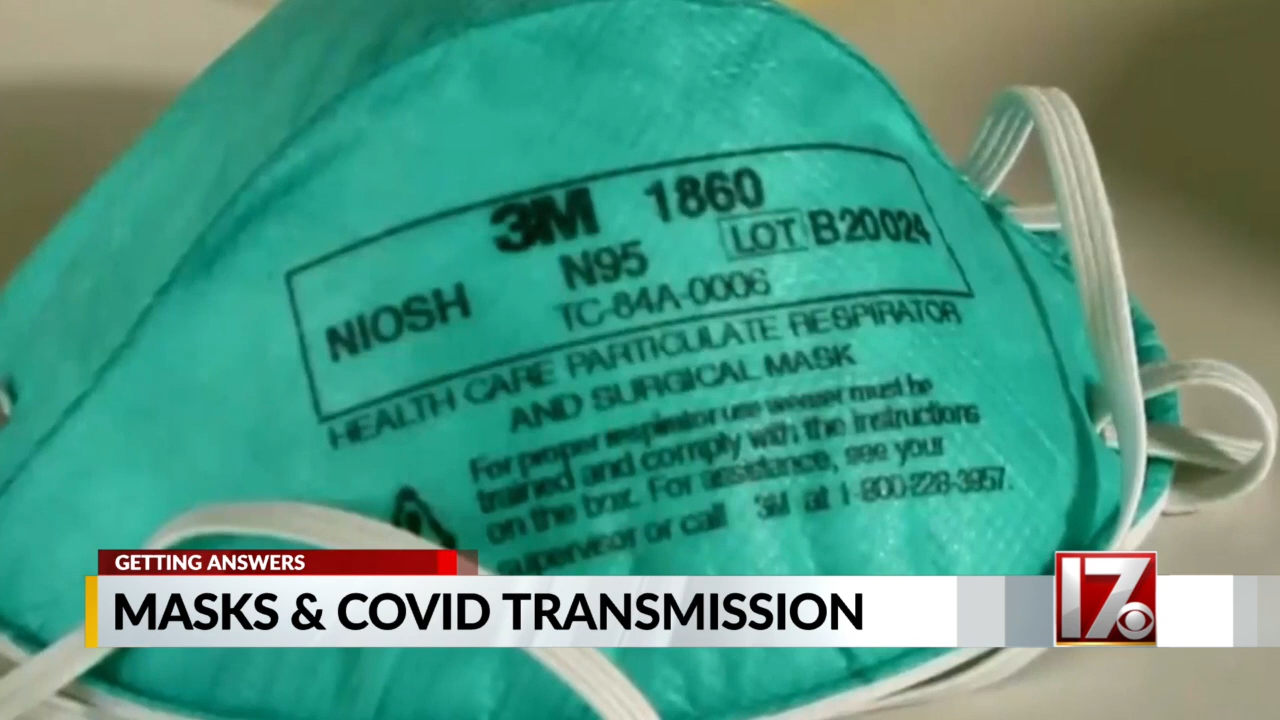 3M 1860
LOT B20024
NIOSH N95
TC-84A-0006
HEALTH CARE PARTICULATE RESPIRATOR
AND SURGICAL MASK
For proper respirator use wearer must be
trained and comply with the instructions
on the box. For assistance, see your
supervisor or call 3M at 1-800-228-3957.
GETTING ANSWERS
MASKS & COVID TRANSMISSION
17